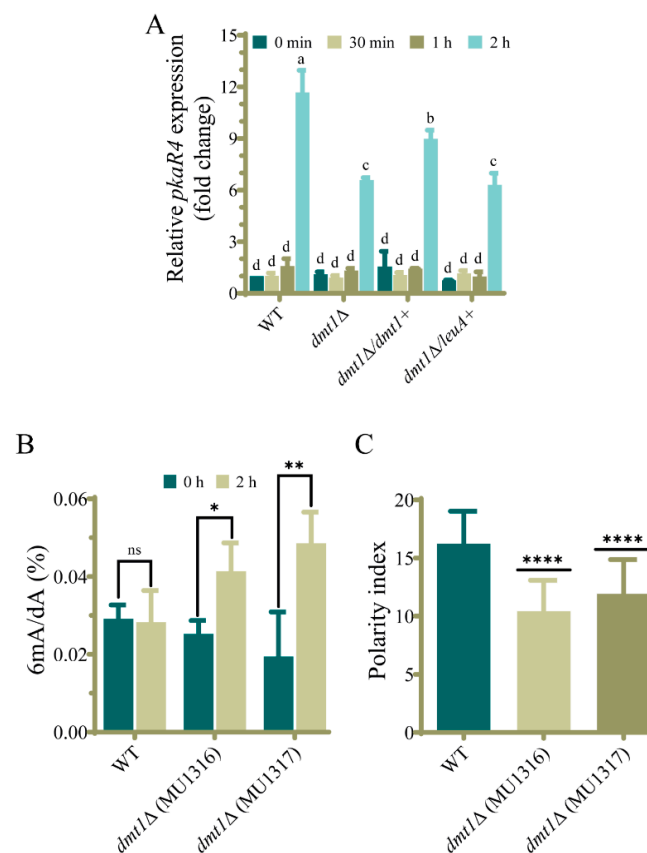 A
0 min 30 min 1 h 2 h
Relative pkaR4 expression
(fold change)
15
12
9
6
3
0
d d d a
d d d c
d d d b
d d d c
WT
dmt1Δ
dmt1Δ/dmt1+
dmt1Δ/leuA+
B
0 h 2 h
6mA/dA (%)
0.06
0.04
0.02
0.00
ns
*
**
WT
dmt1Δ (MU1316)
dmt1Δ (MU1317)
C
Polarity index
20
15
10
5
0
****
****
WT
dmt1Δ (MU1316)
dmt1Δ (MU1317)